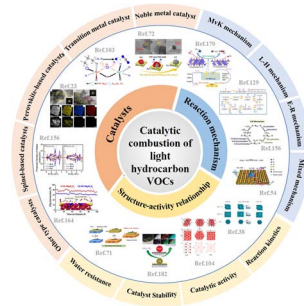 Noble metal catalyst
MvK mechanism
L-H mechanism
E-R mechanism
Mixed mechanism
Reaction kinetics
Catalytic activity
Catalyst Stability
Water resistance
Other type catalysts
Spinel-based catalysts
Perovskite-based catalysts
Transition metal catalyst
Ref.72
Ref.170
Ref.129
Ref.156
Ref.54
Ref.38
Ref.104
Ref.182
Ref.71
Ref.164
Ref.156
Ref.23
Ref.103
Catalysts
Reaction mechanism
Structure-activity relationship
Catalytic
combustion of
light
hydrocarbon
VOCs